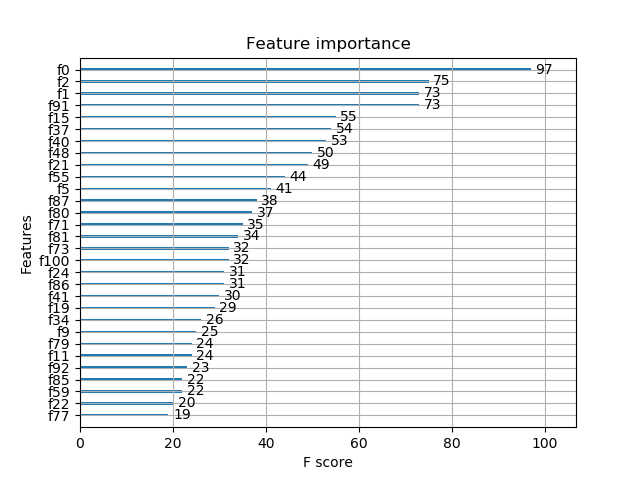 Feature importance
f0 97
f2 75
f1 73
f91 73
f15 55
f37 54
f40 53
f48 50
f21 49
f55 44
f5 41
f87 38
f80 37
f71 35
f81 34
f73 32
f100 32
f24 31
f86 31
f41 30
f19 29
f34 26
f9 25
f79 24
f11 24
f92 23
f85 22
f59 22
f22 20
f77 19
Features
0 20 40 60 80 100
F score